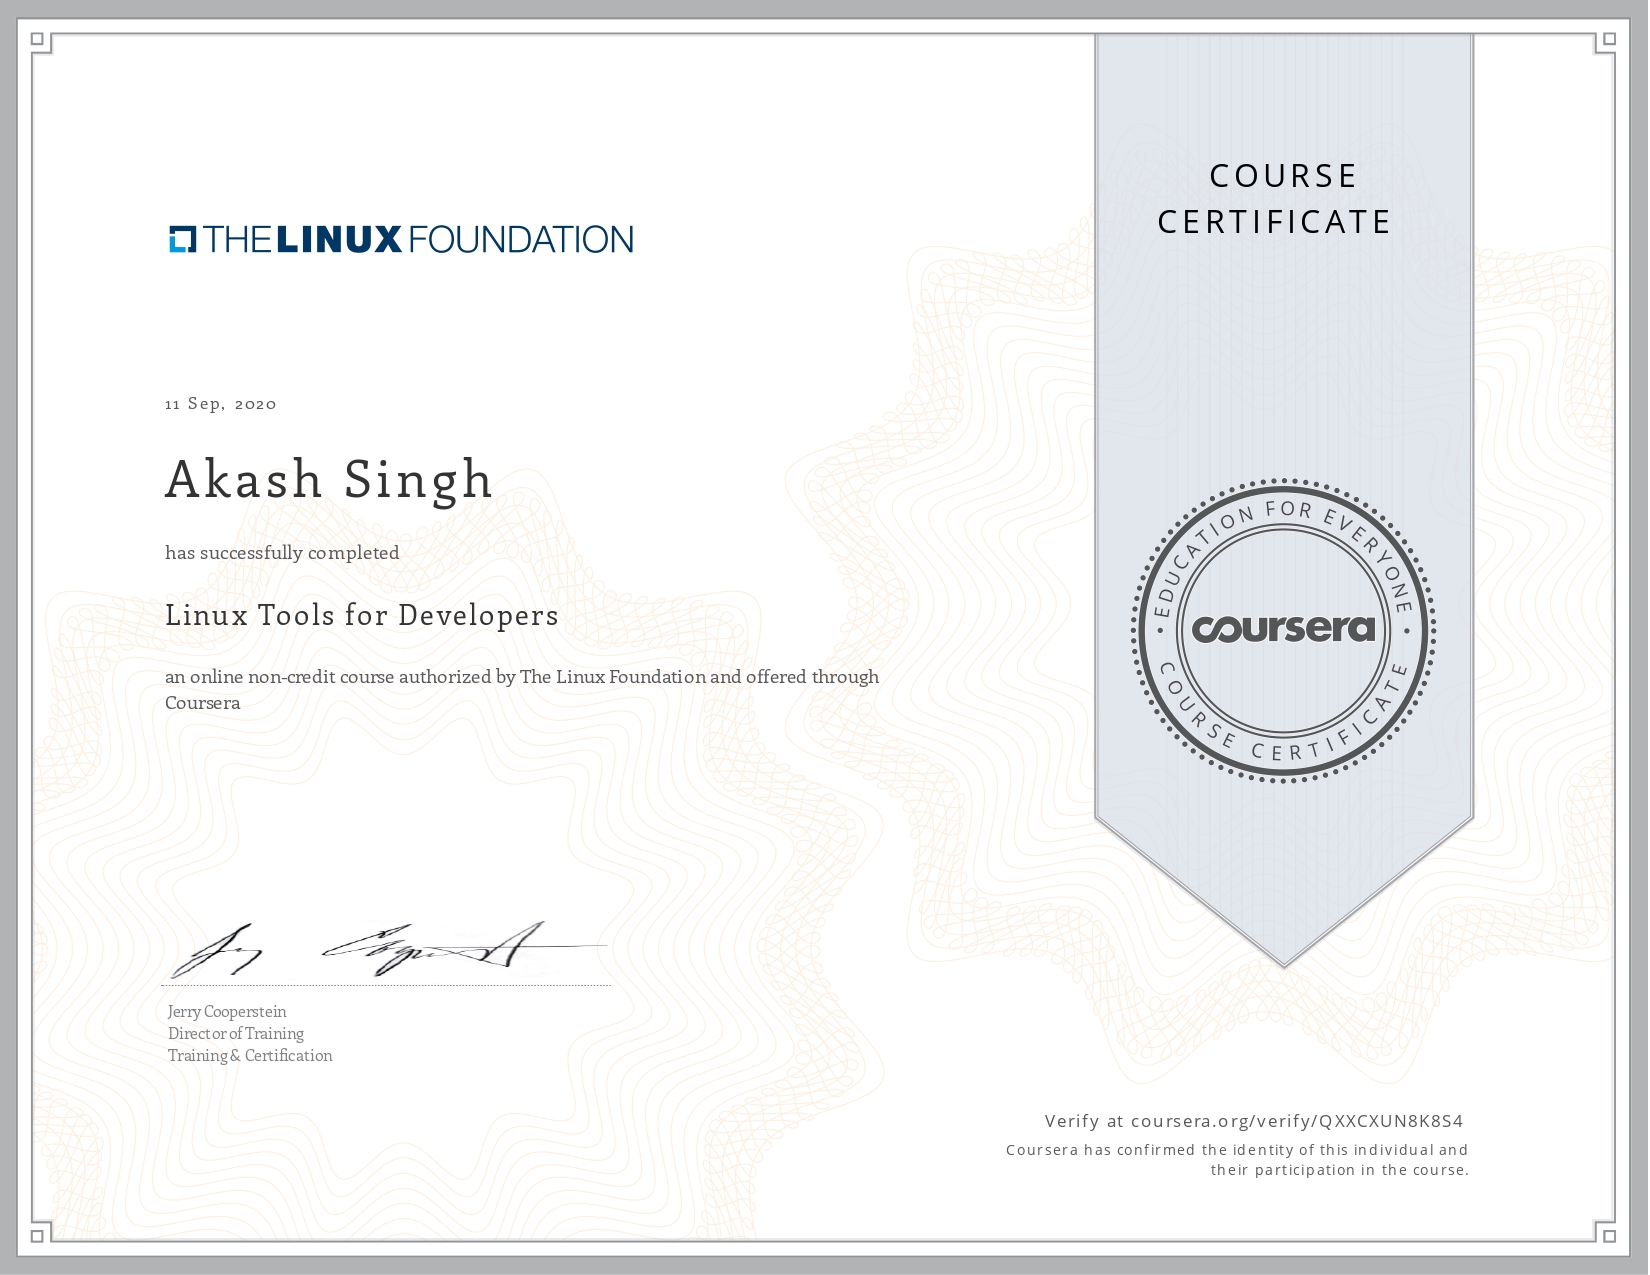 THE LINUX FOUNDATION
11 Sep, 2020
Akash Singh
has successfully completed
Linux Tools for Developers
an online non-credit course authorized by The Linux Foundation and offered through
Coursera
Jerry Cooperstein
Director of Training
Training & Certification
COURSE
CERTIFICATE
EDUCATION FOR EVERYONE
coursera
COURSE CERTIFICATE
Verify at coursera.org/verify/QXXCXUN8K8S4
Coursera has confirmed the identity of this individual and
their participation in the course.